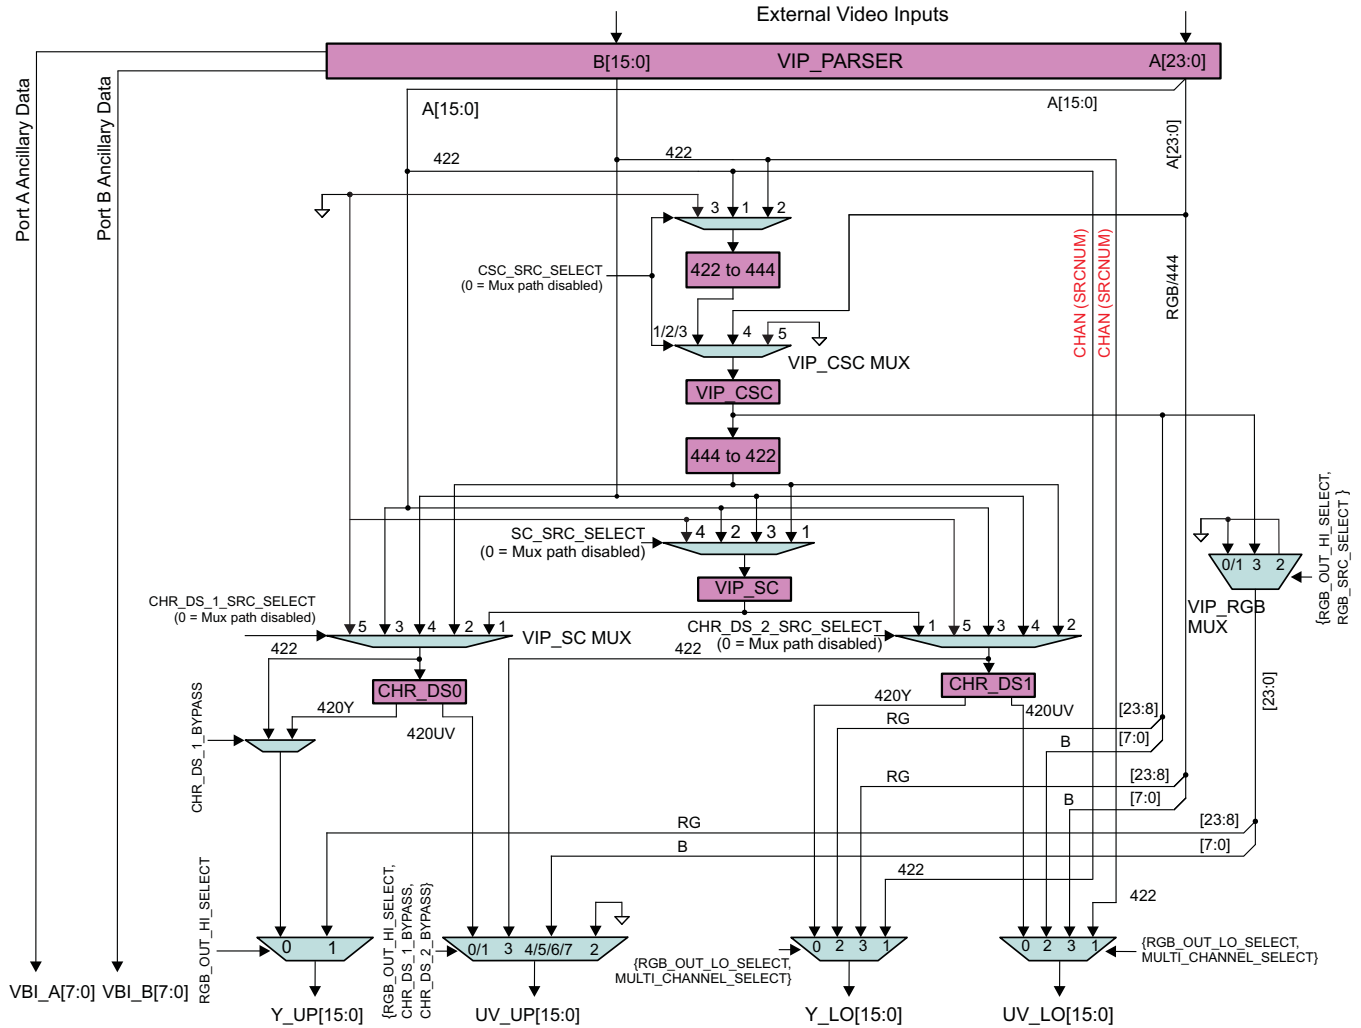 External Video Inputs
B[15:0]
VIP_PARSER
A[23:0]
Port A Ancillary Data
Port B Ancillary Data
A[15:0]
A[15:0]
A[23:0]
422
422
3
1
2
CSC_SRC_SELECT
(0 = Mux path disabled)
422 to 444
CHAN (SRCNUM)
CHAN (SRCNUM)
RGB/444
1/2/3
4
5
VIP_CSC MUX
VIP_CSC
444 to 422
SC_SRC_SELECT
(0 = Mux path disabled)
4
2
3
1
{RGB_OUT_HI_SELECT,
RGB_SRC_SELECT }
0/1
3
2
VIP_RGB
MUX
VIP_SC
CHR_DS_1_SRC_SELECT
(0 = Mux path disabled)
5
3
4
2
1
VIP_SC MUX
CHR_DS_2_SRC_SELECT
(0 = Mux path disabled)
1
5
3
4
2
422
422
CHR_DS0
CHR_DS1
[23:0]
420Y
420UV
420Y
420UV
CHR_DS_1_BYPASS
RG
[23:8]
B
[7:0]
RG
[23:8]
B
[7:0]
RG
[23:8]
B
[7:0]
422
422
RGB_OUT_HI_SELECT
0
1
{RGB_OUT_HI_SELECT,
CHR_DS_1_BYPASS,
CHR_DS_2_BYPASS}
0/1
3
4/5/6/7
2
0
2
3
1
{RGB_OUT_LO_SELECT,
MULTI_CHANNEL_SELECT}
0
2
3
1
{RGB_OUT_LO_SELECT,
MULTI_CHANNEL_SELECT}
VBI_A[7:0]
VBI_B[7:0]
Y_UP[15:0]
UV_UP[15:0]
Y_LO[15:0]
UV_LO[15:0]